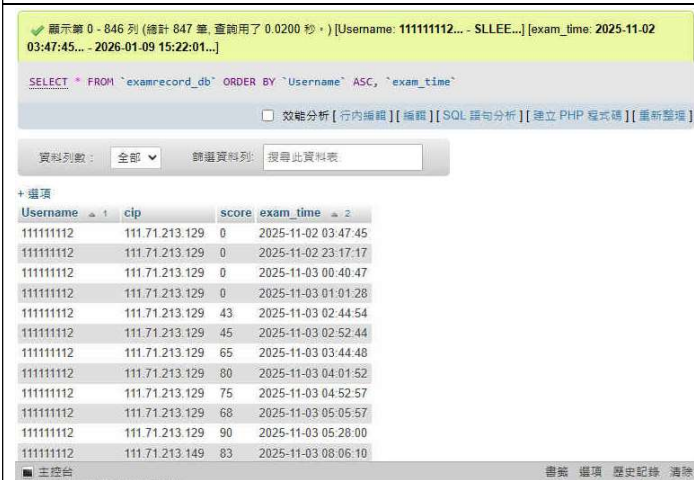 顯示第 0 - 846 列 (總計 847 筆, 查詢用了 0.0200 秒。) [Username: 111111112... - SLLEE...] [exam_time: 2025-11-02
03:47:45... - 2026-01-09 15:22:01...]
SELECT * FROM `examrecord_db` ORDER BY `Username` ASC, `exam_time`
效能分析 [ 行內編輯 ] [ 編輯 ] [ SQL 語句分析 ] [ 建立 PHP 程式碼 ] [ 重新整理 ]
資料列數： 全部 篩選資料列: 搜尋此資料表
+ 選項
Username 1 cip score exam_time 2
111111112 111.71.213.129 0 2025-11-02 03:47:45
111111112 111.71.213.129 0 2025-11-02 23:17:17
111111112 111.71.213.129 0 2025-11-03 00:40:47
111111112 111.71.213.129 0 2025-11-03 01:01:28
111111112 111.71.213.129 43 2025-11-03 02:44:54
111111112 111.71.213.129 45 2025-11-03 02:52:44
111111112 111.71.213.129 65 2025-11-03 03:44:48
111111112 111.71.213.129 80 2025-11-03 04:01:52
111111112 111.71.213.129 75 2025-11-03 04:52:57
111111112 111.71.213.129 68 2025-11-03 05:05:57
111111112 111.71.213.129 90 2025-11-03 05:28:00
111111112 111.71.213.149 83 2025-11-03 08:06:10
主控台 書籤 選項 歷史記錄 清除